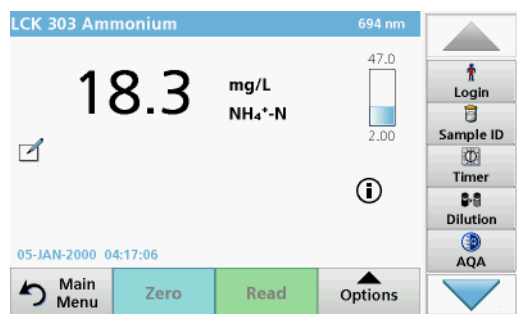 LCK 303 Ammonium 694 nm
47.0
18.3 mg/L
NH₄⁺-N
2.00
05-JAN-2000 04:17:06
Main Menu
Zero
Read
Options
Login
Sample ID
Timer
Dilution
AQA